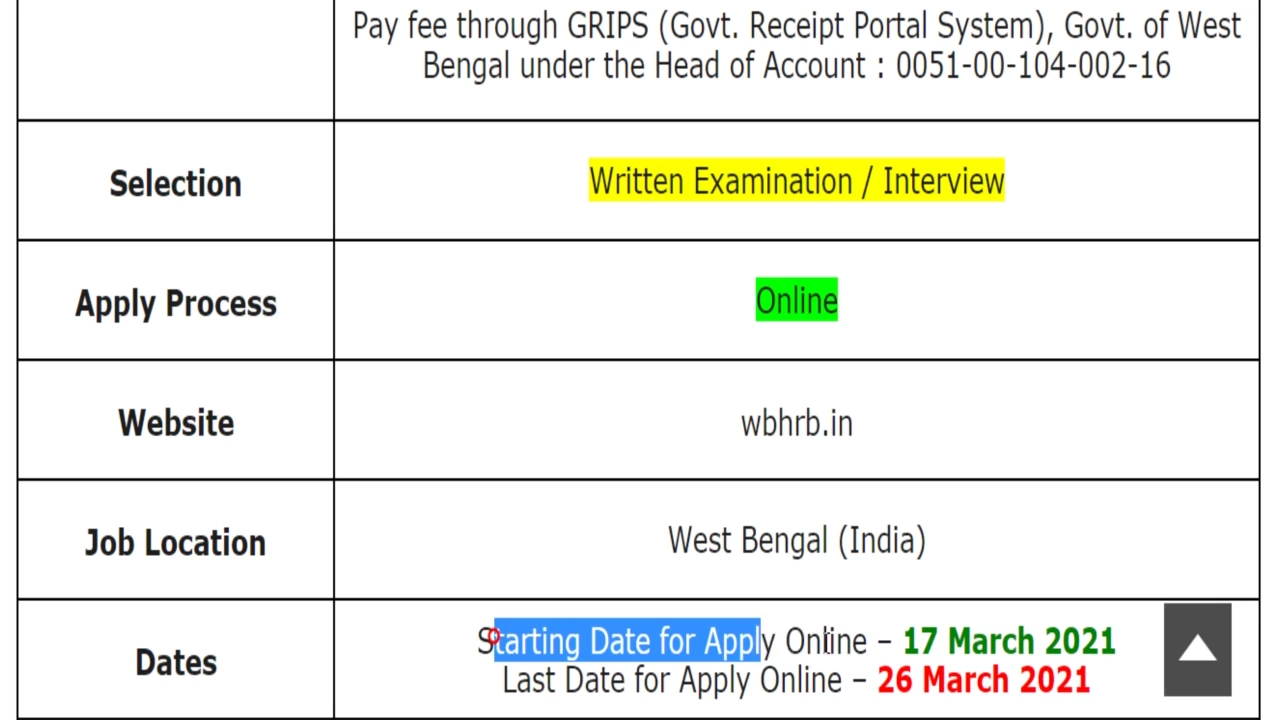 Pay fee through GRIPS (Govt. Receipt Portal System), Govt. of West
Bengal under the Head of Account : 0051-00-104-002-16
Selection
Written Examination / Interview
Apply Process
Online
Website
wbhrb.in
Job Location
West Bengal (India)
Dates
Starting Date for Apply Online – 17 March 2021
Last Date for Apply Online – 26 March 2021